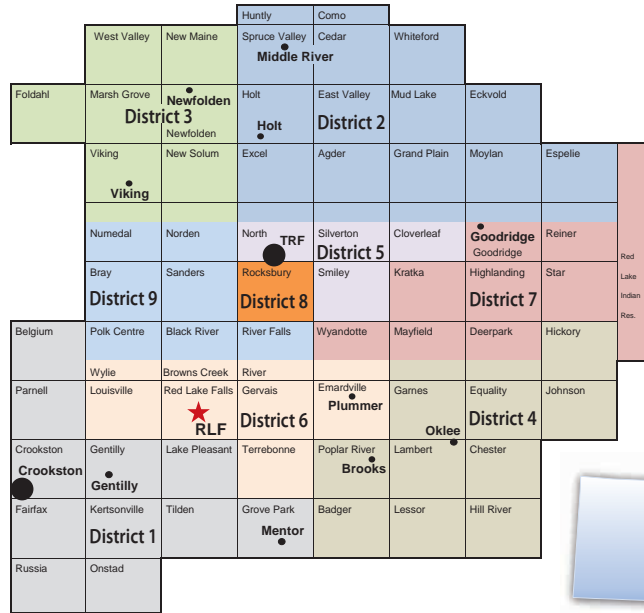 Huntly Como
West Valley New Maine Spruce Valley Cedar Whiteford
Middle River
Foldahl Marsh Grove Newfolden Holt East Valley Mud Lake Eckvold
District 3 District 2
Newfolden Holt
Viking New Solum Excel Agder Grand Plain Moylan Espelie
Viking
Numedal Norden North TRF Silverton Cloverleaf Goodridge Reiner
District 5 Goodridge
Red
Lake
Indian
Res.
Bray Sanders Rocksbury Smiley Kratka Highlanding Star
District 9 District 8 District 7
Belgium Polk Centre Black River River Falls Wyandotte Mayfield Deerpark Hickory
Wylie Browns Creek River
Parnell Louisville Red Lake Falls Gervais Emardville Garnes Equality Johnson
Plummer
RLF District 6 Oklee District 4
Crookston Gentilly Lake Pleasant Terrebonne Poplar River Lambert Chester
Crookston Brooks
Gentilly
Fairfax Kertsonville Tilden Grove Park Badger Lessor Hill River
District 1 Mentor
Russia Onstad